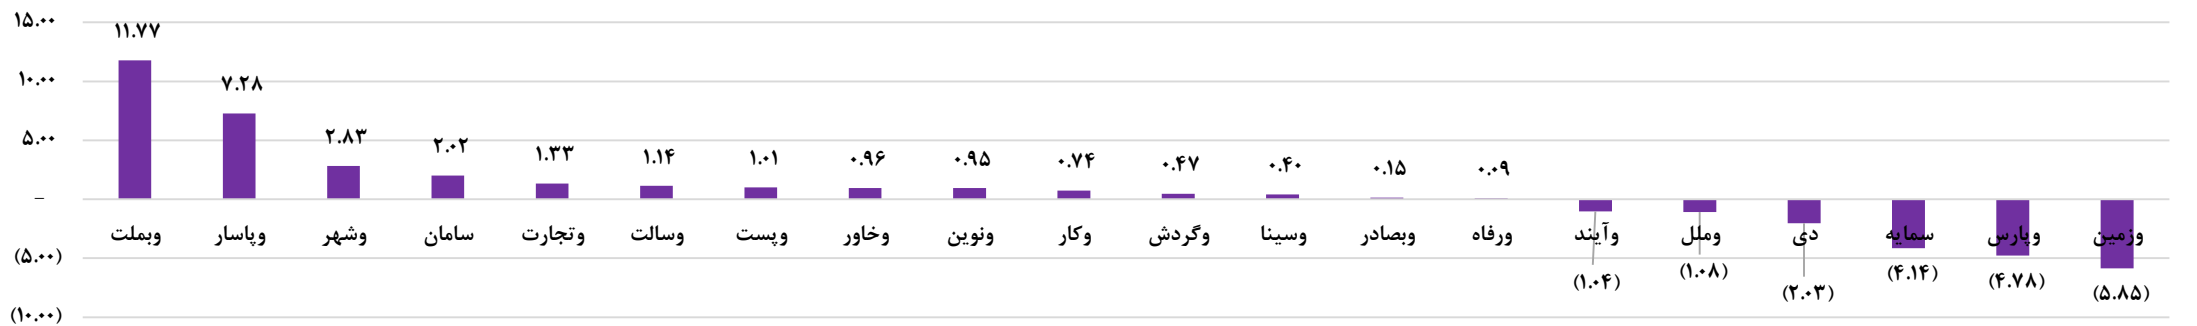 ۱۵.۰۰
۱۰.۰۰
۵.۰۰
–
(۵.۰۰)
(۱۰.۰۰)
۱۱.۷۷
۷.۲۸
۲.۸۳
۲.۰۲
۱.۳۳
۱.۱۴
۱.۰۱
۰.۹۶
۰.۹۵
۰.۷۴
۰.۴۷
۰.۴۰
۰.۱۵
۰.۰۹
(۱.۰۴)
(۱.۰۸)
(۲.۰۳)
(۴.۱۴)
(۴.۷۸)
(۵.۸۵)
وبملت
وپاسار
وشهر
سامان
وتجارت
وسالت
وپست
وخاور
ونوین
وکار
وگردش
وسینا
وبصادر
ورفاه
وآیند
وملل
دی
سمایه
وپارس
وزمین